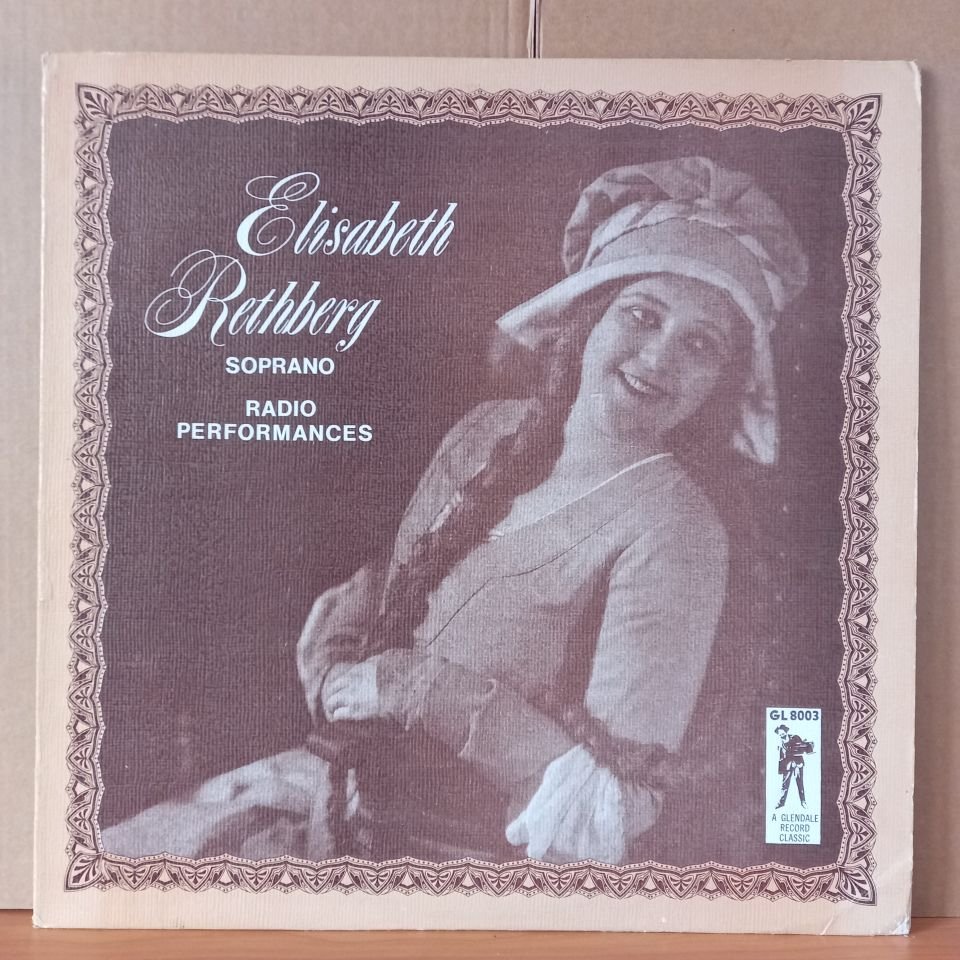 Elisabeth
Rethberg
SOPRANO
RADIO
PERFORMANCES
GL 8003
A GLENDALE
RECORD
CLASSIC